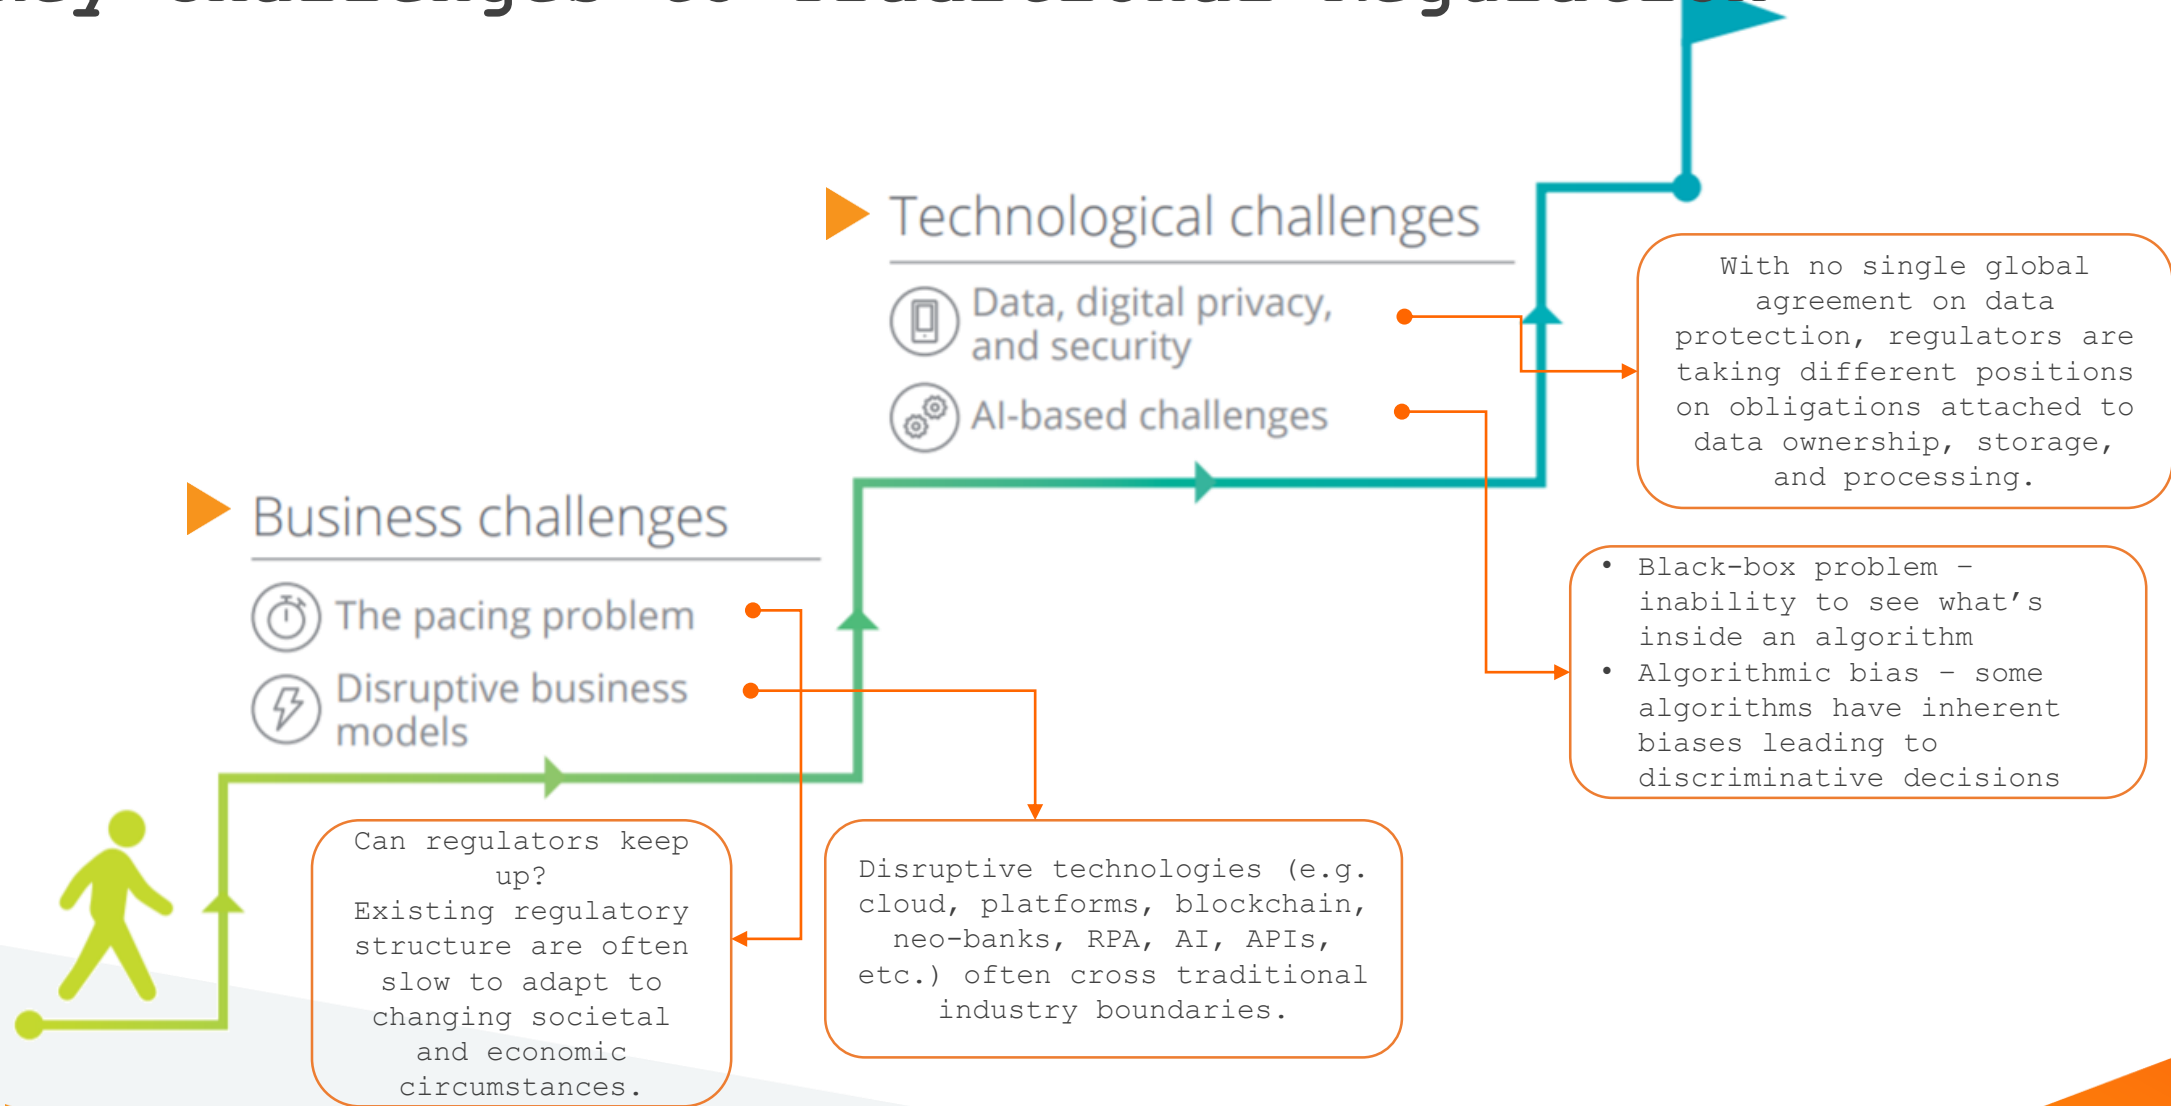 Key Challenges to Traditional Regulation
Technological challenges
Data, digital privacy,
and security
AI-based challenges
With no single global
agreement on data
protection, regulators are
taking different positions
on obligations attached to
data ownership, storage,
and processing.
• Black-box problem –
inability to see what’s
inside an algorithm
• Algorithmic bias – some
algorithms have inherent
biases leading to
discriminative decisions
Business challenges
The pacing problem
Disruptive business
models
Can regulators keep
up?
Existing regulatory
structure are often
slow to adapt to
changing societal
and economic
circumstances.
Disruptive technologies (e.g.
cloud, platforms, blockchain,
neo-banks, RPA, AI, APIs,
etc.) often cross traditional
industry boundaries.